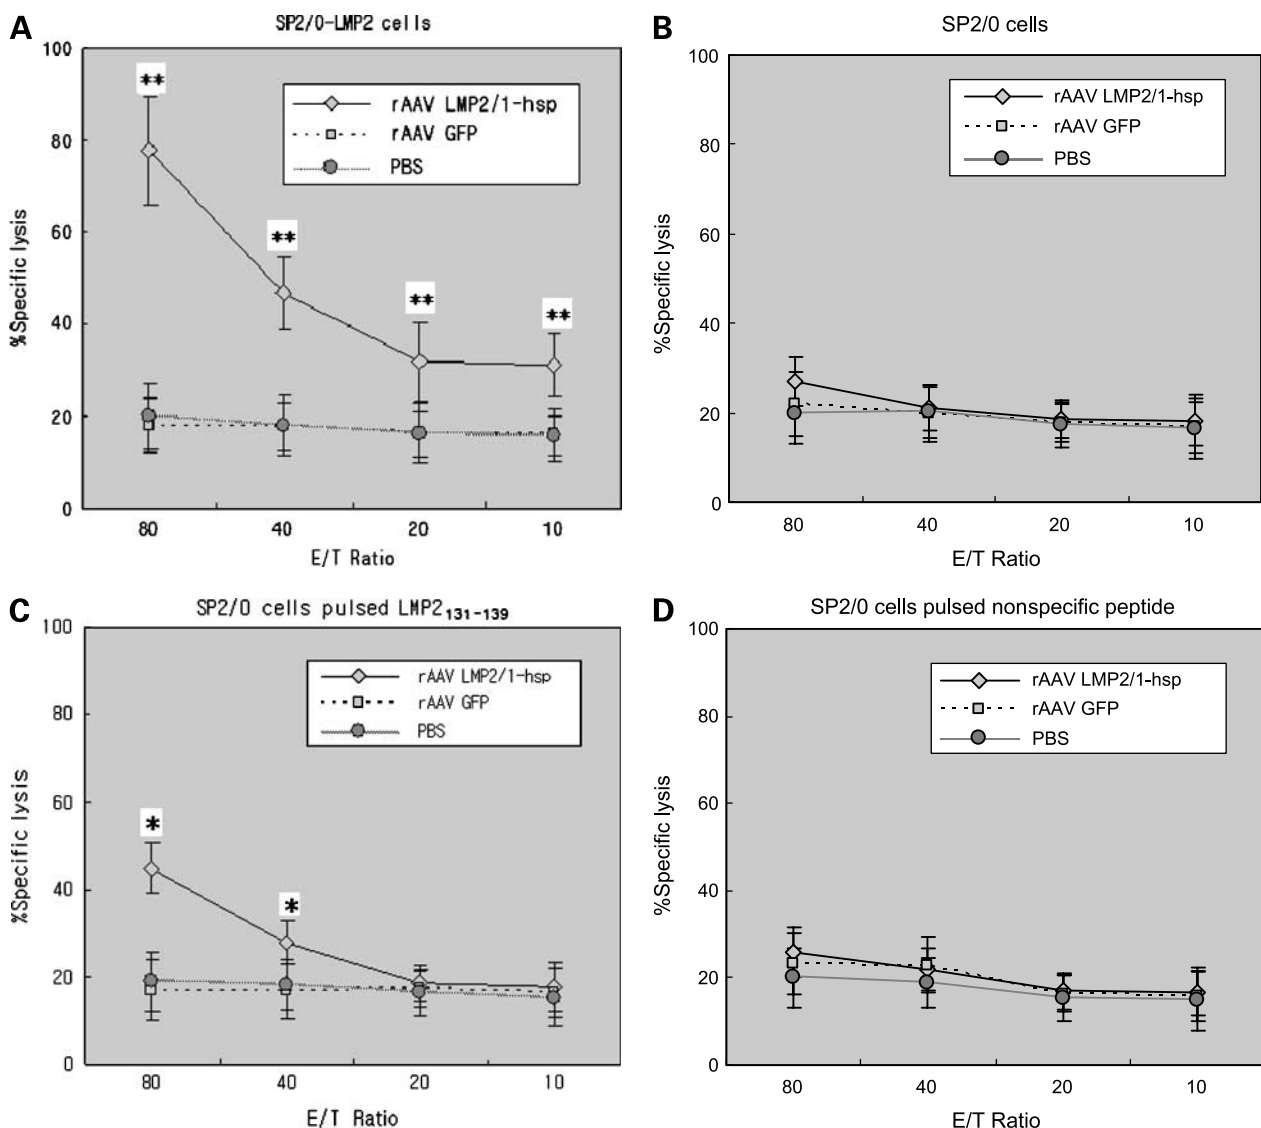 A
SP2/0-LMP2 cells
100
80
60
40
20
0
%Specific lysis
**
**
**
**
rAAV LMP2/1-hsp
rAAV GFP
PBS
80 40 20 10
E/T Ratio
B
SP2/0 cells
100
80
60
40
20
0
%Specific lysis
rAAV LMP2/1-hsp
rAAV GFP
PBS
80 40 20 10
E/T Ratio
C
SP2/0 cells pulsed LMP2131-139
100
80
60
40
20
0
%Specific lysis
*
*
rAAV LMP2/1-hsp
rAAV GFP
PBS
80 40 20 10
E/T Ratio
D
SP2/0 cells pulsed nonspecific peptide
100
80
60
40
20
0
%Specific lysis
rAAV LMP2/1-hsp
rAAV GFP
PBS
80 40 20 10
E/T Ratio